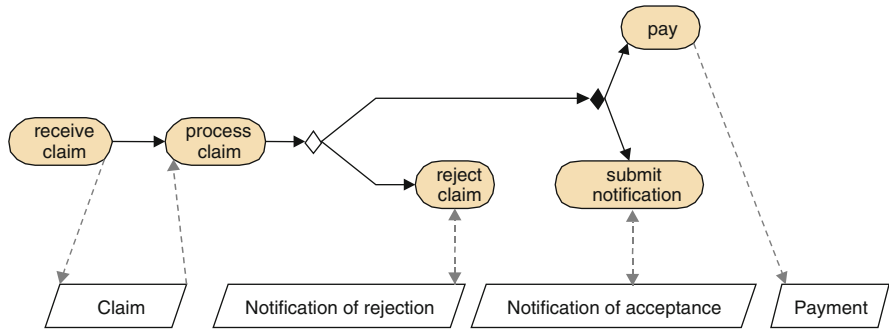 pay
receive
claim
process
claim
reject
claim
submit
notification
Claim
Notification of rejection
Notification of acceptance
Payment